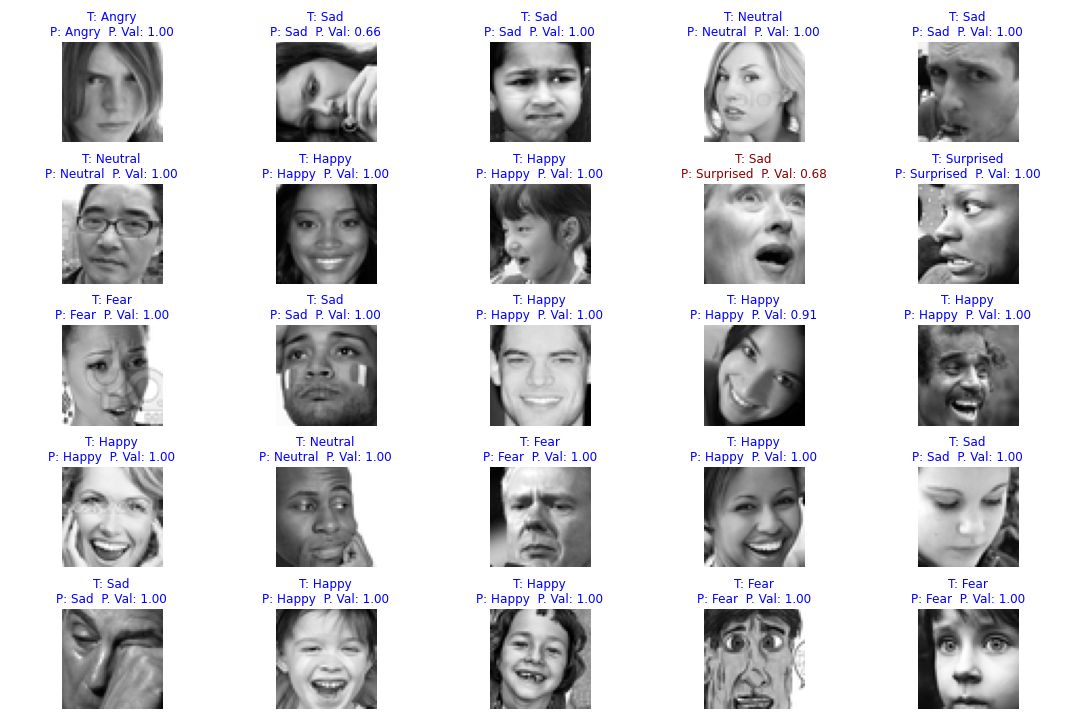 T: Angry
P: Angry  P. Val: 1.00
T: Sad
P: Sad  P. Val: 0.66
T: Sad
P: Sad  P. Val: 1.00
T: Neutral
P: Neutral  P. Val: 1.00
T: Sad
P: Sad  P. Val: 1.00
T: Neutral
P: Neutral  P. Val: 1.00
T: Happy
P: Happy  P. Val: 1.00
T: Happy
P: Happy  P. Val: 1.00
T: Sad
P: Surprised  P. Val: 0.68
T: Surprised
P: Surprised  P. Val: 1.00
T: Fear
P: Fear  P. Val: 1.00
T: Sad
P: Sad  P. Val: 1.00
T: Happy
P: Happy  P. Val: 1.00
T: Happy
P: Happy  P. Val: 0.91
T: Happy
P: Happy  P. Val: 1.00
T: Happy
P: Happy  P. Val: 1.00
T: Neutral
P: Neutral  P. Val: 1.00
T: Fear
P: Fear  P. Val: 1.00
T: Happy
P: Happy  P. Val: 1.00
T: Sad
P: Sad  P. Val: 1.00
T: Sad
P: Sad  P. Val: 1.00
T: Happy
P: Happy  P. Val: 1.00
T: Happy
P: Happy  P. Val: 1.00
T: Fear
P: Fear  P. Val: 1.00
T: Fear
P: Fear  P. Val: 1.00